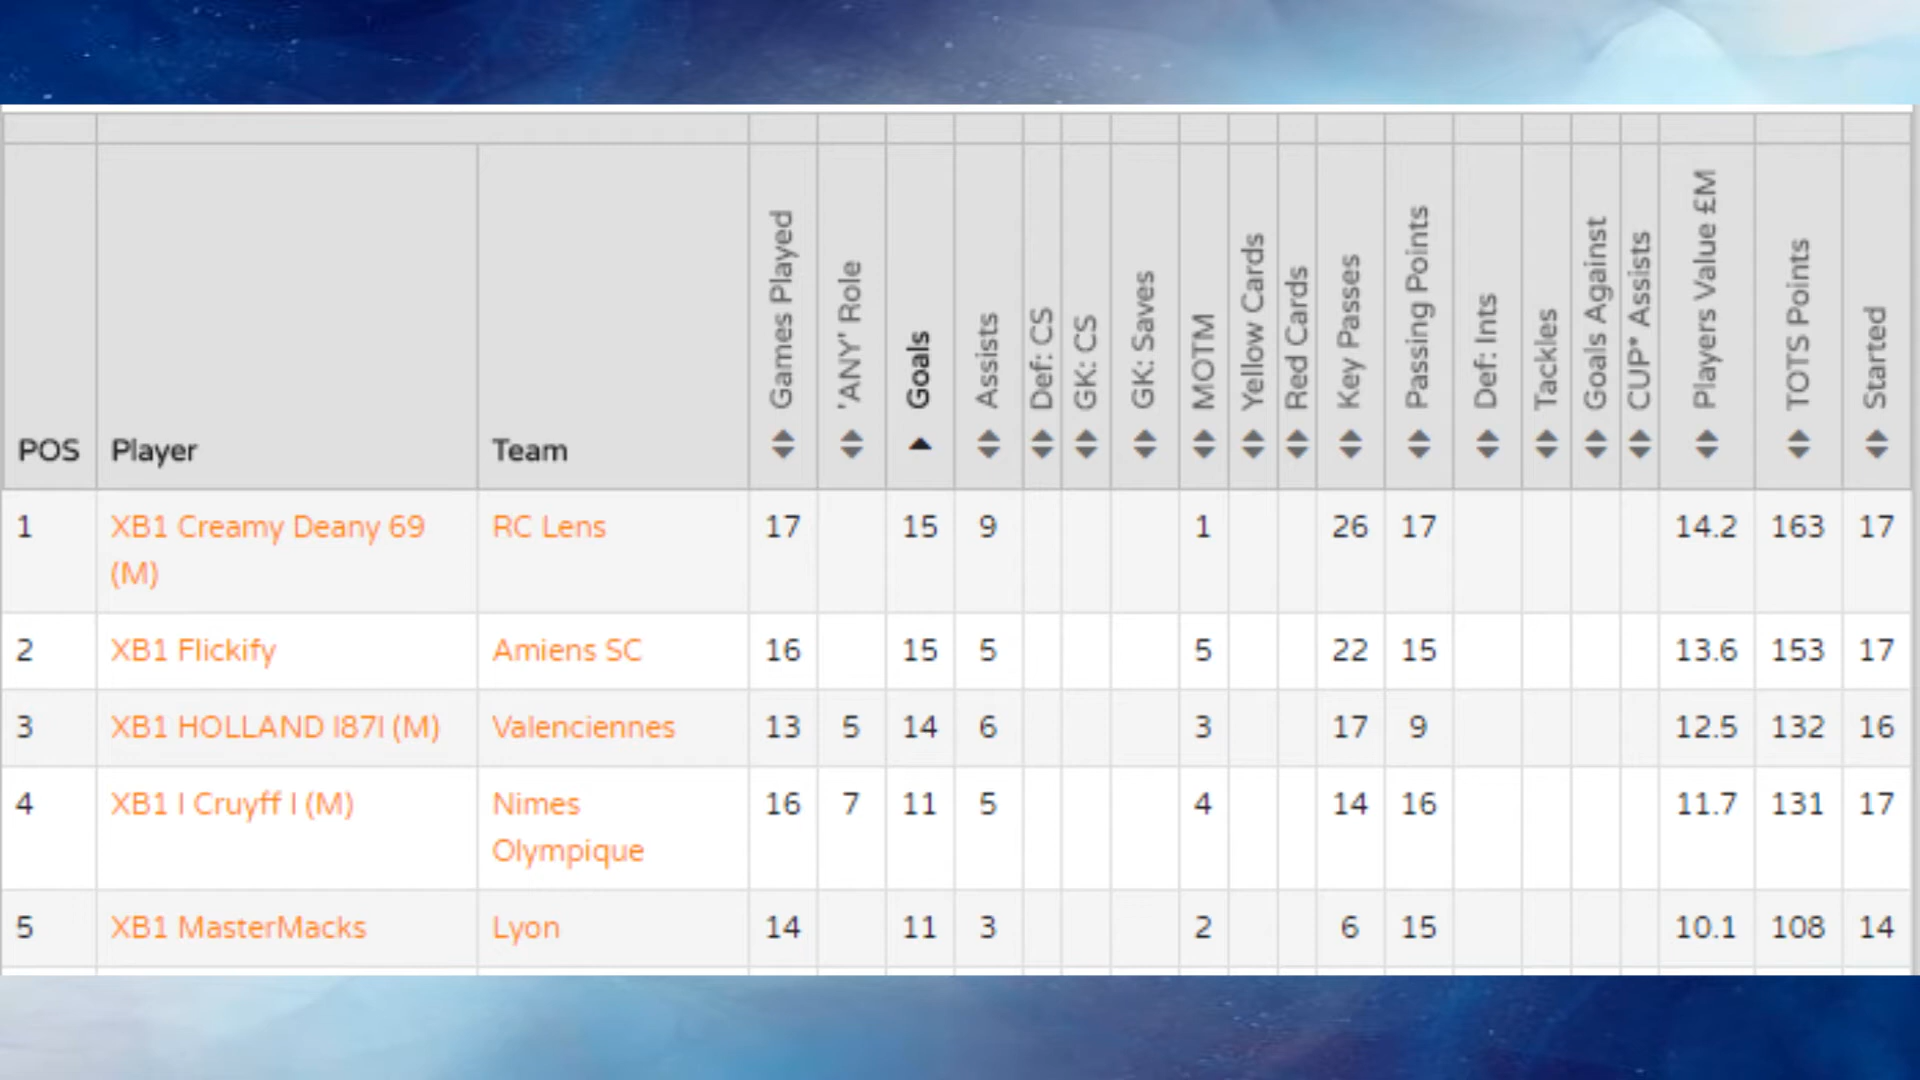 POS Player Team Games Played 'ANY' Role Goals Assists Def: CS GK: CS GK: Saves MOTM Yellow Cards Red Cards Key Passes Passing Points Def: Ints Tackles Goals Against CUP* Assists Players Value £M TOTS Points Started
1 XB1 Creamy Deany 69 RC Lens 17 15 9 1 26 17 14.2 163 17
(M)
2 XB1 Flickify Amiens SC 16 15 5 5 22 15 13.6 153 17
3 XB1 HOLLAND I87I (M) Valenciennes 13 5 14 6 3 17 9 12.5 132 16
4 XB1 I Cruyff I (M) Nimes 16 7 11 5 4 14 16 11.7 131 17
Olympique
5 XB1 MasterMacks Lyon 14 11 3 2 6 15 10.1 108 14